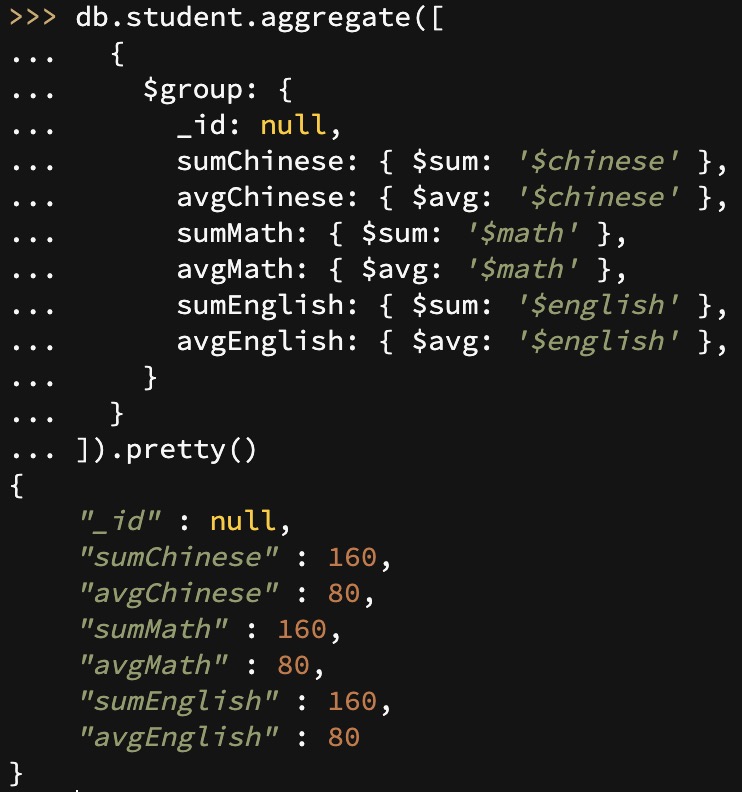 >>> db.student.aggregate([
...   {
...     $group: {
...       _id: null,
...       sumChinese: { $sum: '$chinese' },
...       avgChinese: { $avg: '$chinese' },
...       sumMath: { $sum: '$math' },
...       avgMath: { $avg: '$math' },
...       sumEnglish: { $sum: '$english' },
...       avgEnglish: { $avg: '$english' },
...     }
...   }
... ]).pretty()
{
    "_id" : null,
    "sumChinese" : 160,
    "avgChinese" : 80,
    "sumMath" : 160,
    "avgMath" : 80,
    "sumEnglish" : 160,
    "avgEnglish" : 80
}